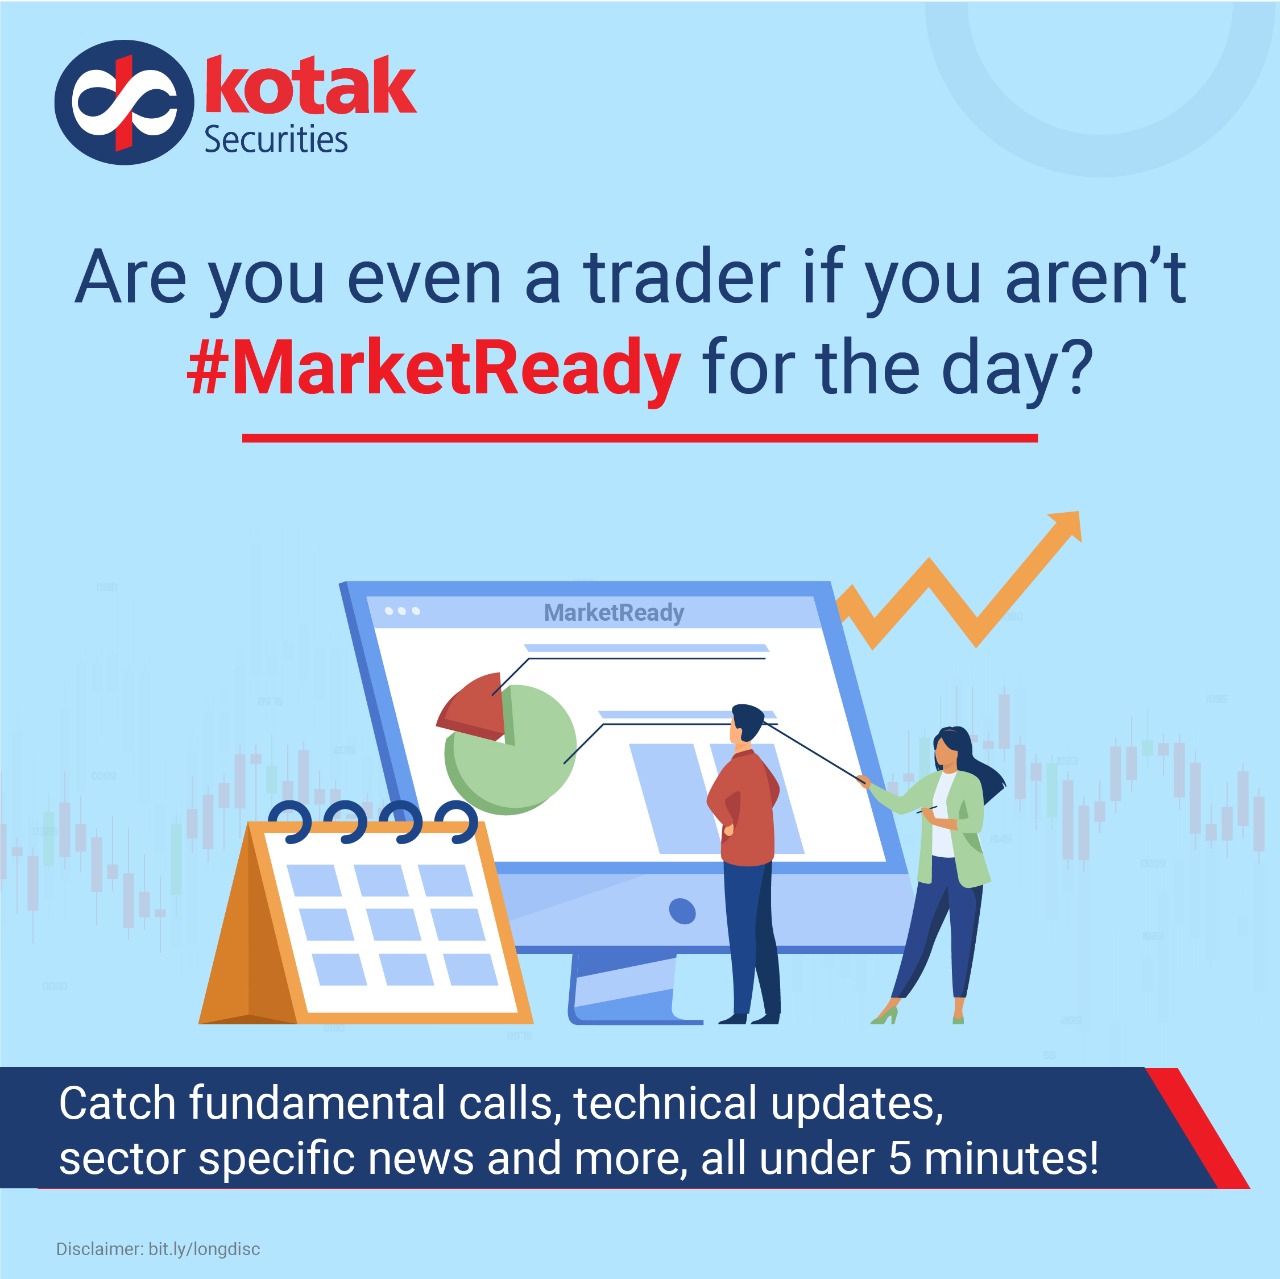 kotak
Securities
Are you even a trader if you aren’t
#MarketReady for the day?
MarketReady
Catch fundamental calls, technical updates,
sector specific news and more, all under 5 minutes!
Disclaimer: bit.ly/longdisc